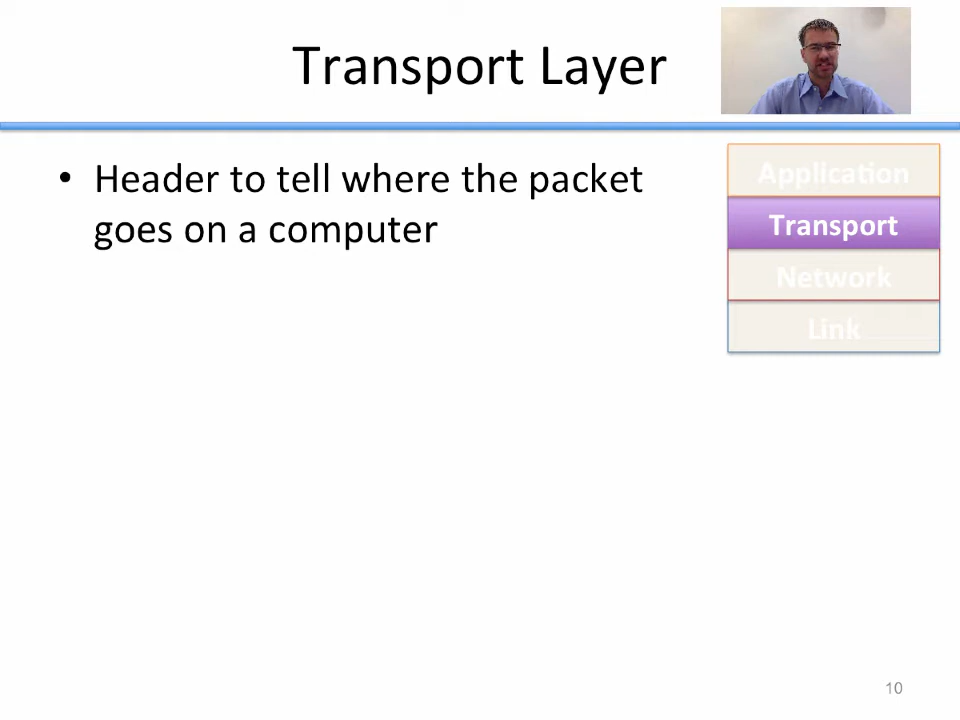 Transport Layer
• Header to tell where the packet
goes on a computer
Application
Transport
Network
Link
10